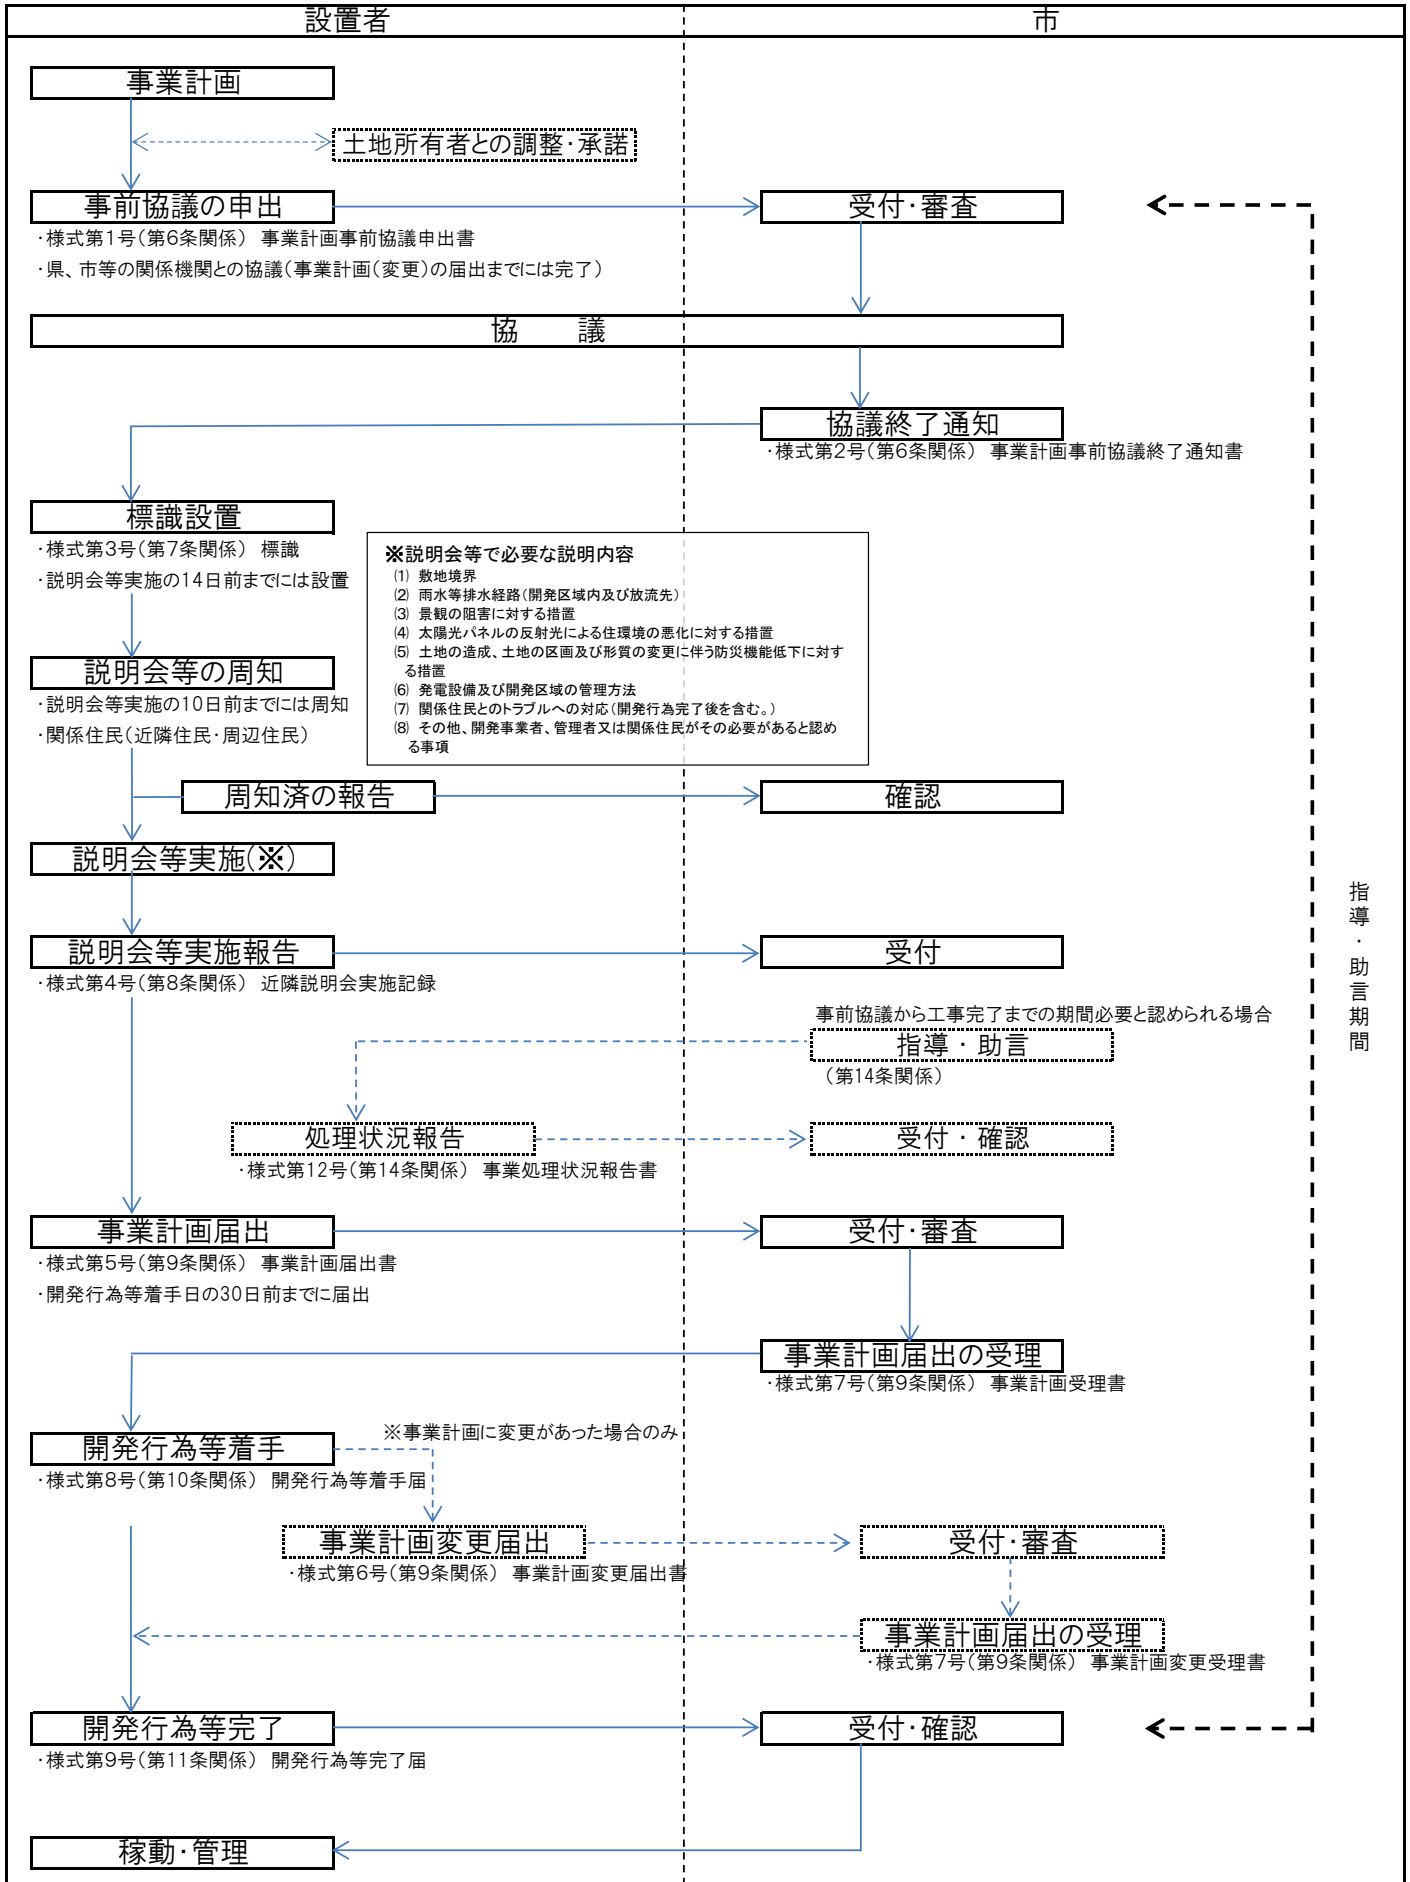 設置者
市
事業計画
土地所有者との調整・承諾
事前協議の申出
受付・審査
・様式第1号（第6条関係）　事業計画事前協議申出書
・県、市等の関係機関との協議（事業計画（変更）の届出までには完了）
協　　議
協議終了通知
・様式第2号（第6条関係）　事業計画事前協議終了通知書
標識設置
・様式第3号（第7条関係）　標識
・説明会等実施の14日前までには設置
※説明会等で必要な説明内容
⑴　敷地境界
⑵　雨水等排水経路（開発区域内及び放流先）
⑶　景観の阻害に対する措置
⑷　太陽光パネルの反射光による住環境の悪化に対する措置
⑸　土地の造成、土地の区画及び形質の変更に伴う防災機能低下に対す
る措置
⑹　発電設備及び開発区域の管理方法
⑺　関係住民とのトラブルへの対応（開発行為完了後を含む。）
⑻　その他、開発事業者、管理者又は関係住民がその必要があると認め
る事項
説明会等の周知
・説明会等実施の10日前までには周知
・関係住民（近隣住民・周辺住民）
周知済の報告
確認
説明会等実施（※）
説明会等実施報告
受付
・様式第4号（第8条関係）　近隣説明会実施記録
事前協議から工事完了までの期間必要と認められる場合
指導・助言
（第14条関係）
処理状況報告
受付・確認
・様式第12号（第14条関係）　事業処理状況報告書
指導・助言期間
事業計画届出
受付・審査
・様式第5号（第9条関係）　事業計画届出書
・開発行為等着手日の30日前までに届出
事業計画届出の受理
・様式第7号（第9条関係）　事業計画受理書
※事業計画に変更があった場合のみ
開発行為等着手
・様式第8号（第10条関係）　開発行為等着手届
事業計画変更届出
受付・審査
・様式第6号（第9条関係）　事業計画変更届出書
事業計画届出の受理
・様式第7号（第9条関係）　事業計画変更受理書
開発行為等完了
受付・確認
・様式第9号（第11条関係）　開発行為等完了届
稼動・管理